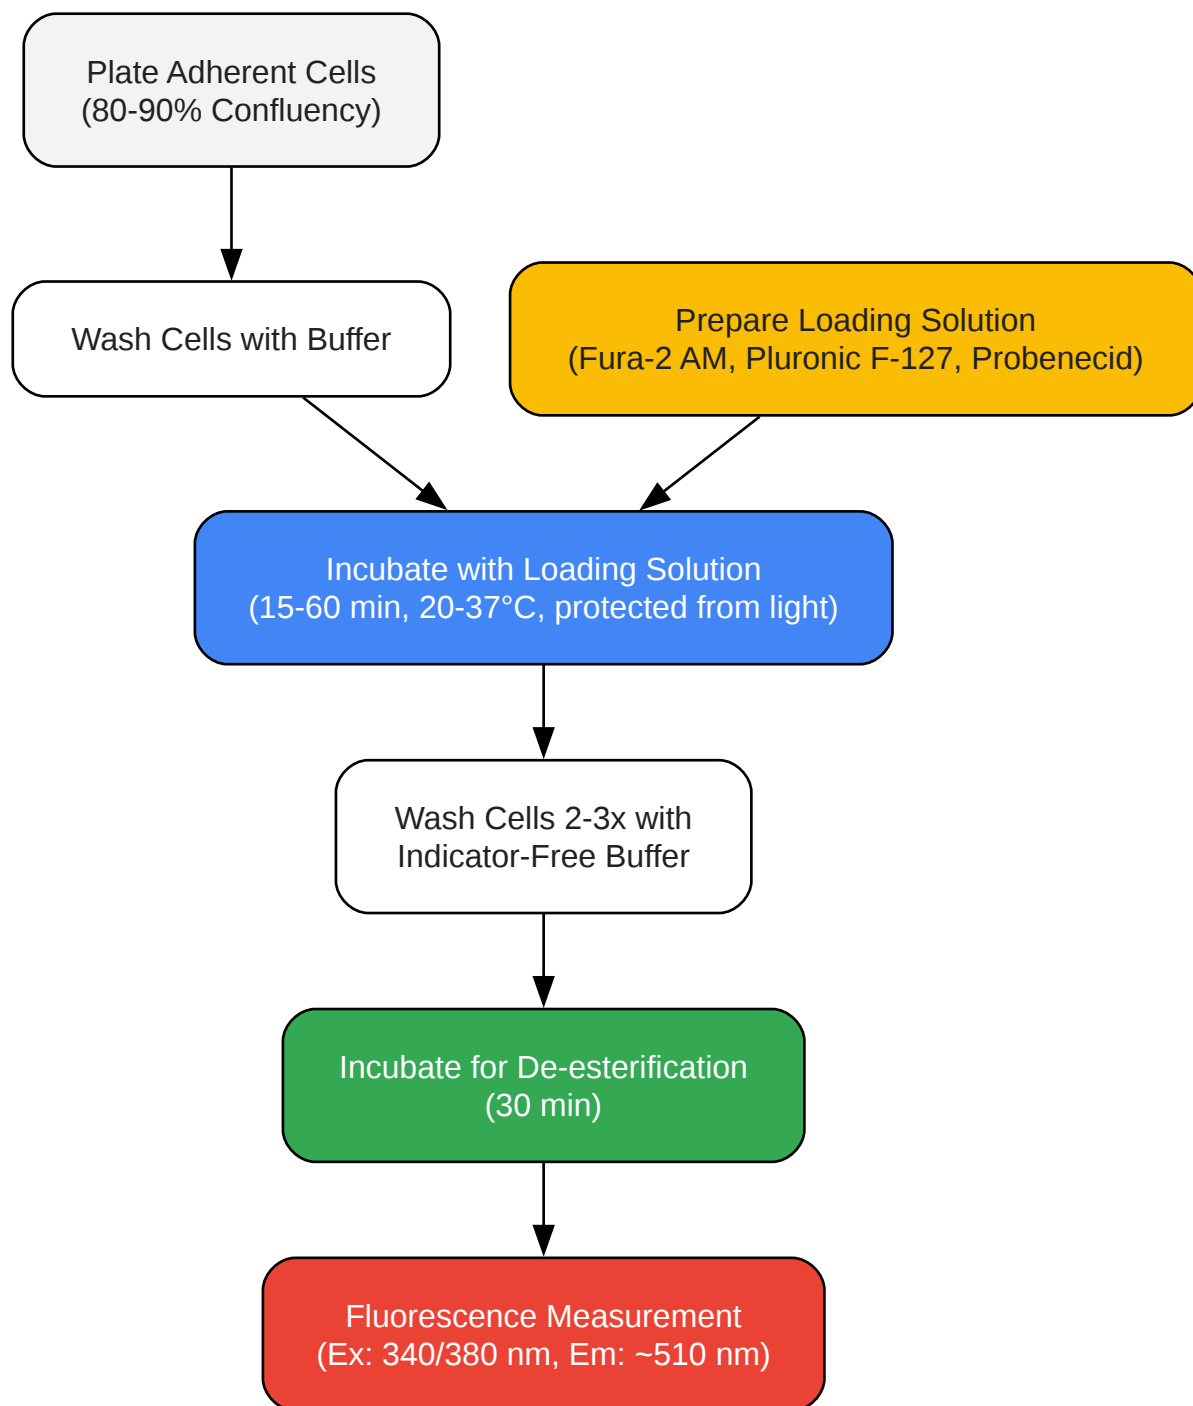 Plate Adherent Cells
(80-90% Confluency)
Wash Cells with Buffer
Prepare Loading Solution
(Fura-2 AM, Pluronic F-127, Probenecid)
Incubate with Loading Solution
(15-60 min, 20-37°C, protected from light)
Wash Cells 2-3x with
Indicator-Free Buffer
Incubate for De-esterification
(30 min)
Fluorescence Measurement
(Ex: 340/380 nm, Em: ~510 nm)